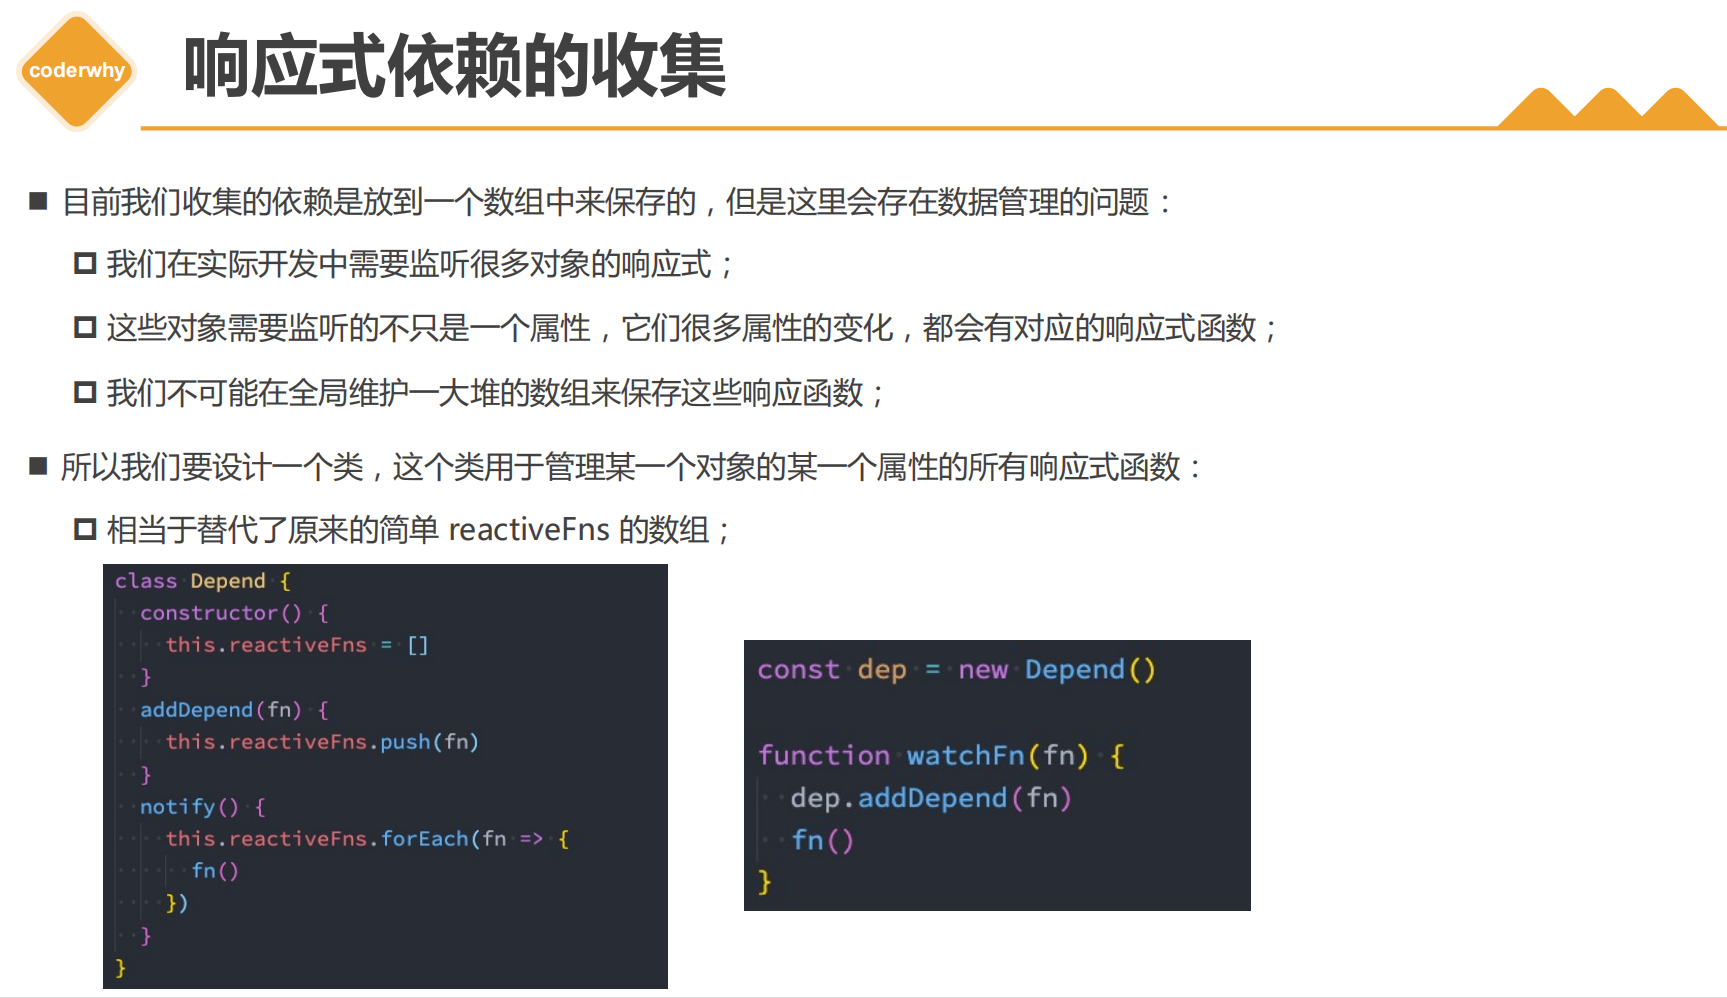 coderwhy
响应式依赖的收集
目前我们收集的依赖是放到一个数组中来保存的，但是这里会存在数据管理的问题：
我们在实际开发中需要监听很多对象的响应式；
这些对象需要监听的不只是一个属性，它们很多属性的变化，都会有对应的响应式函数；
我们不可能在全局维护一大堆的数组来保存这些响应函数；
所以我们要设计一个类，这个类用于管理某一个对象的某一个属性的所有响应式函数：
相当于替代了原来的简单 reactiveFns 的数组；
class Depend {
  constructor() {
    this.reactiveFns = []
  }
  addDepend(fn) {
    this.reactiveFns.push(fn)
  }
  notify() {
    this.reactiveFns.forEach(fn => {
      fn()
    })
  }
}
const dep = new Depend()
function watchFn(fn) {
  dep.addDepend(fn)
  fn()
}